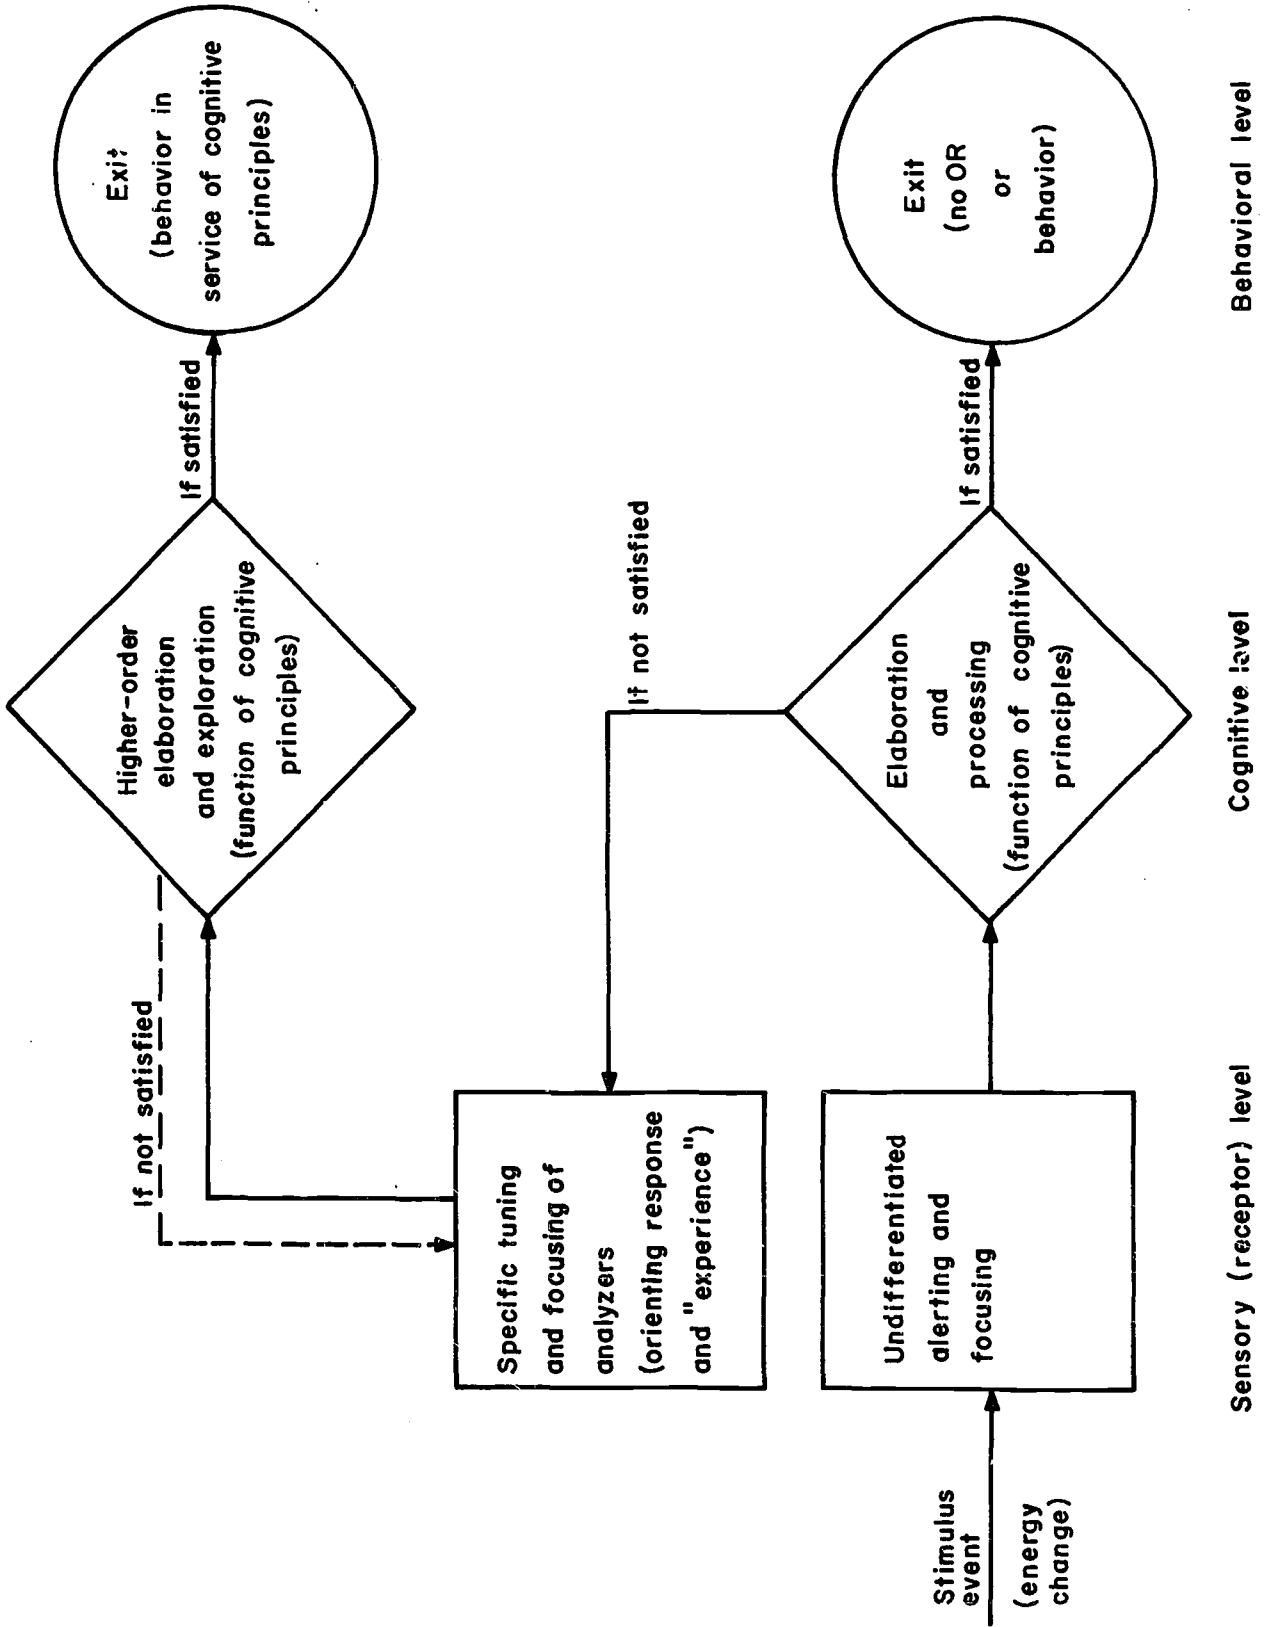 Stimulus
event
(energy
change)
Undifferentiated
alerting and
focusing
Elaboration
and
processing
(function of cognitive
principles)
If satisfied
Exit
(no OR
or
behavior)
If not satisfied
Specific tuning
and focusing of
analyzers
(orienting response
and "experience")
If not satisfied
Higher-order
elaboration
and exploration
(function of cognitive
principles)
If satisfied
Exit
(behavior in
service of cognitive
principles)
Sensory (receptor) level
Cognitive level
Behavioral level